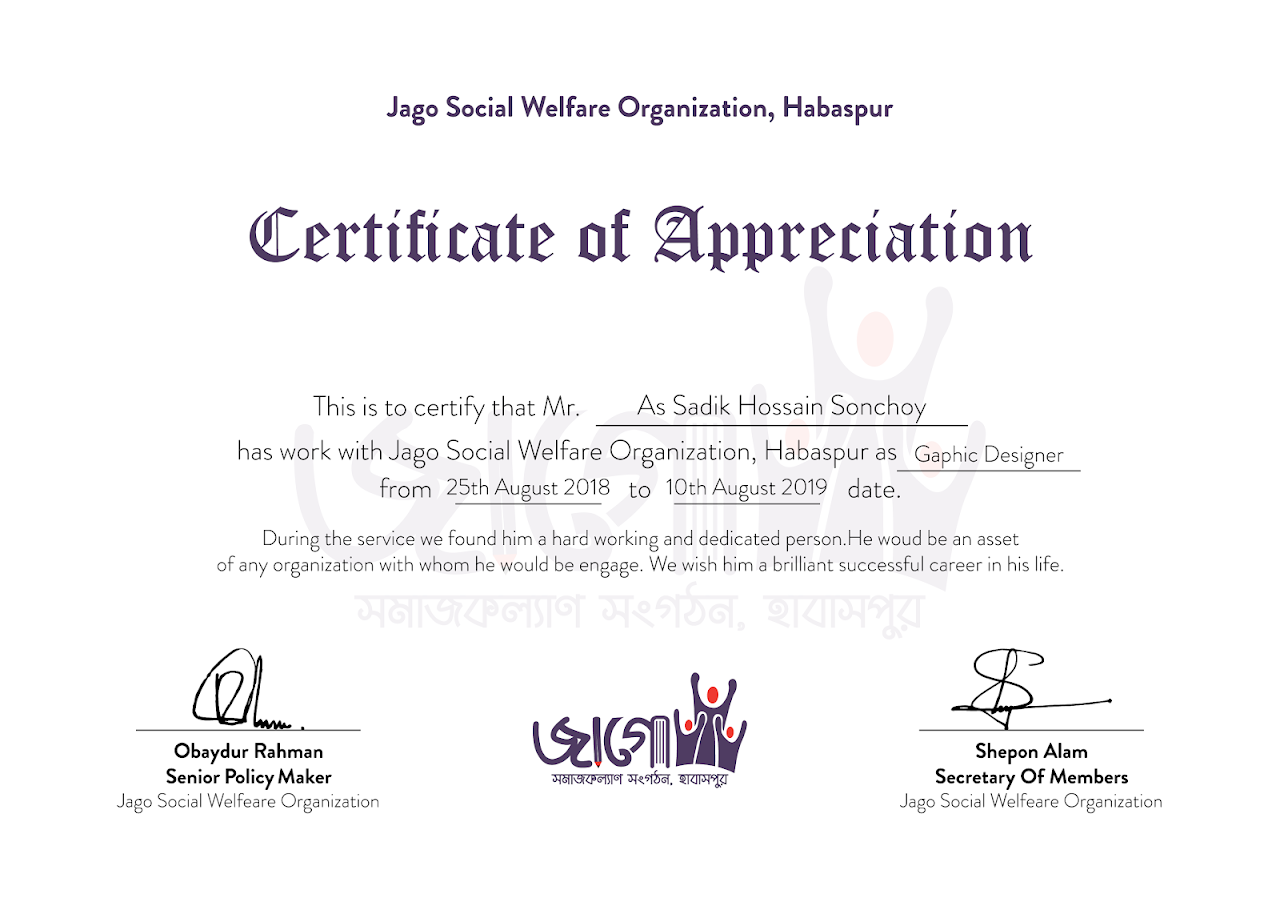 Jago Social Welfare Organization, Habaspur
Certificate of Appreciation
This is to certify that Mr. As Sadik Hossain Sonchoy
has work with Jago Social Welfare Organization, Habaspur as Gaphic Designer
from 25th August 2018 to 10th August 2019 date.
During the service we found him a hard working and dedicated person.He woud be an asset
of any organization with whom he would be engage. We wish him a brilliant successful career in his life.
জাগো
সমাজকল্যাণ সংগঠন, হাবাসপুর
Obaydur Rahman
Senior Policy Maker
Jago Social Welfeare Organization
জাগো
সমাজকল্যাণ সংগঠন, হাবাসপুর
Shepon Alam
Secretary Of Members
Jago Social Welfeare Organization